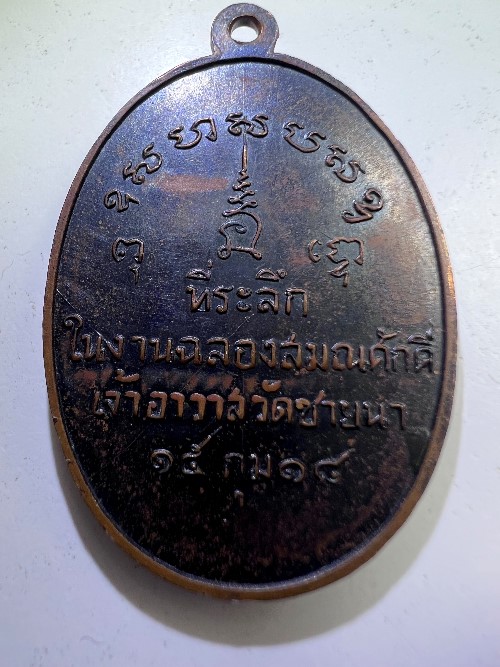 ที่ระลึก
ในงานฉลองสมณศักดิ์
เจ้าอาวาสวัดชายนา
๑๕ กพ ๑๘